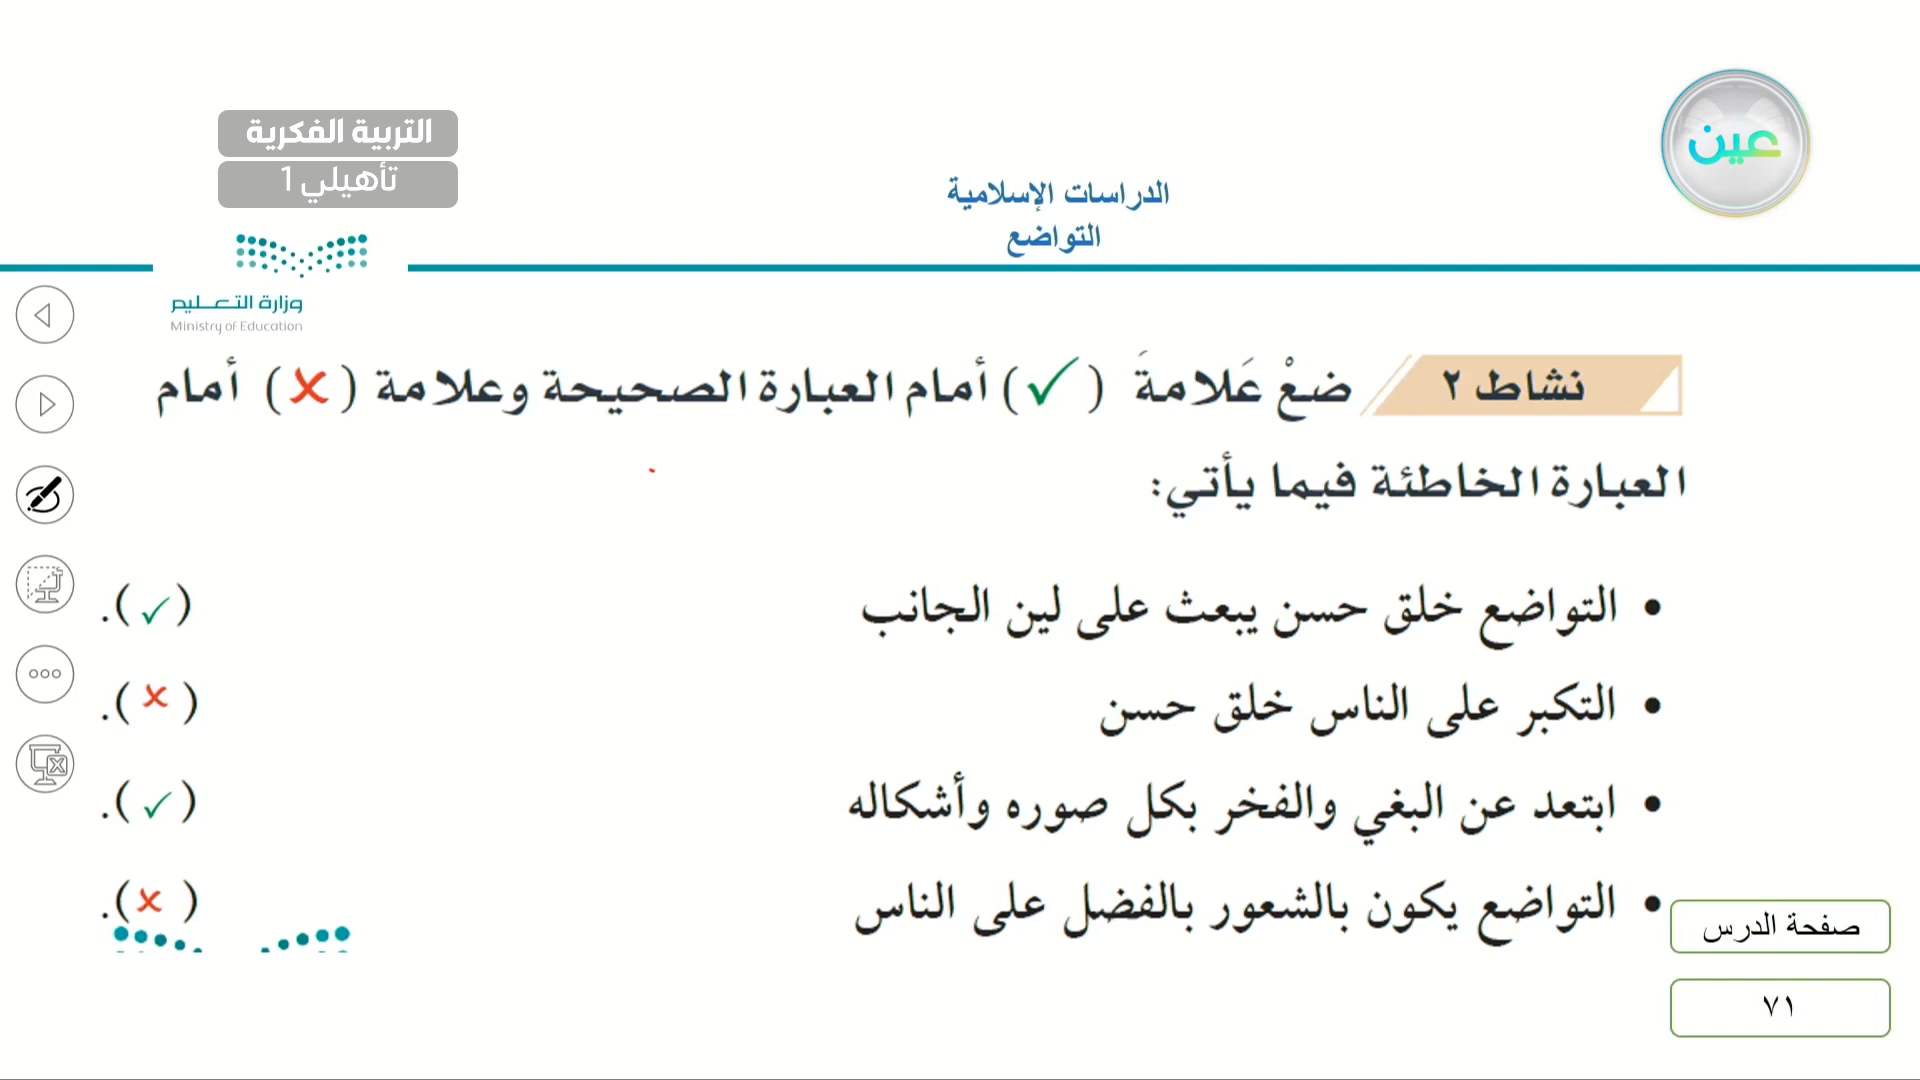 عين
التربية الفكرية
تأهيلي 1
الدراسات الإسلامية
التواضع
وزارة التعليم
Ministry of Education
نشاط ٢ ضعْ عَلامةَ (✓) أمام العبارة الصحيحة وعلامة (✗) أمام
العبارة الخاطئة فيما يأتي:
• التواضع خلق حسن يبعث على لين الجانب (✓).
• التكبر على الناس خلق حسن (✗).
• ابتعد عن البغي والفخر بكل صوره وأشكاله (✓).
• التواضع يكون بالشعور بالفضل على الناس (✗).
صفحة الدرس
٧١